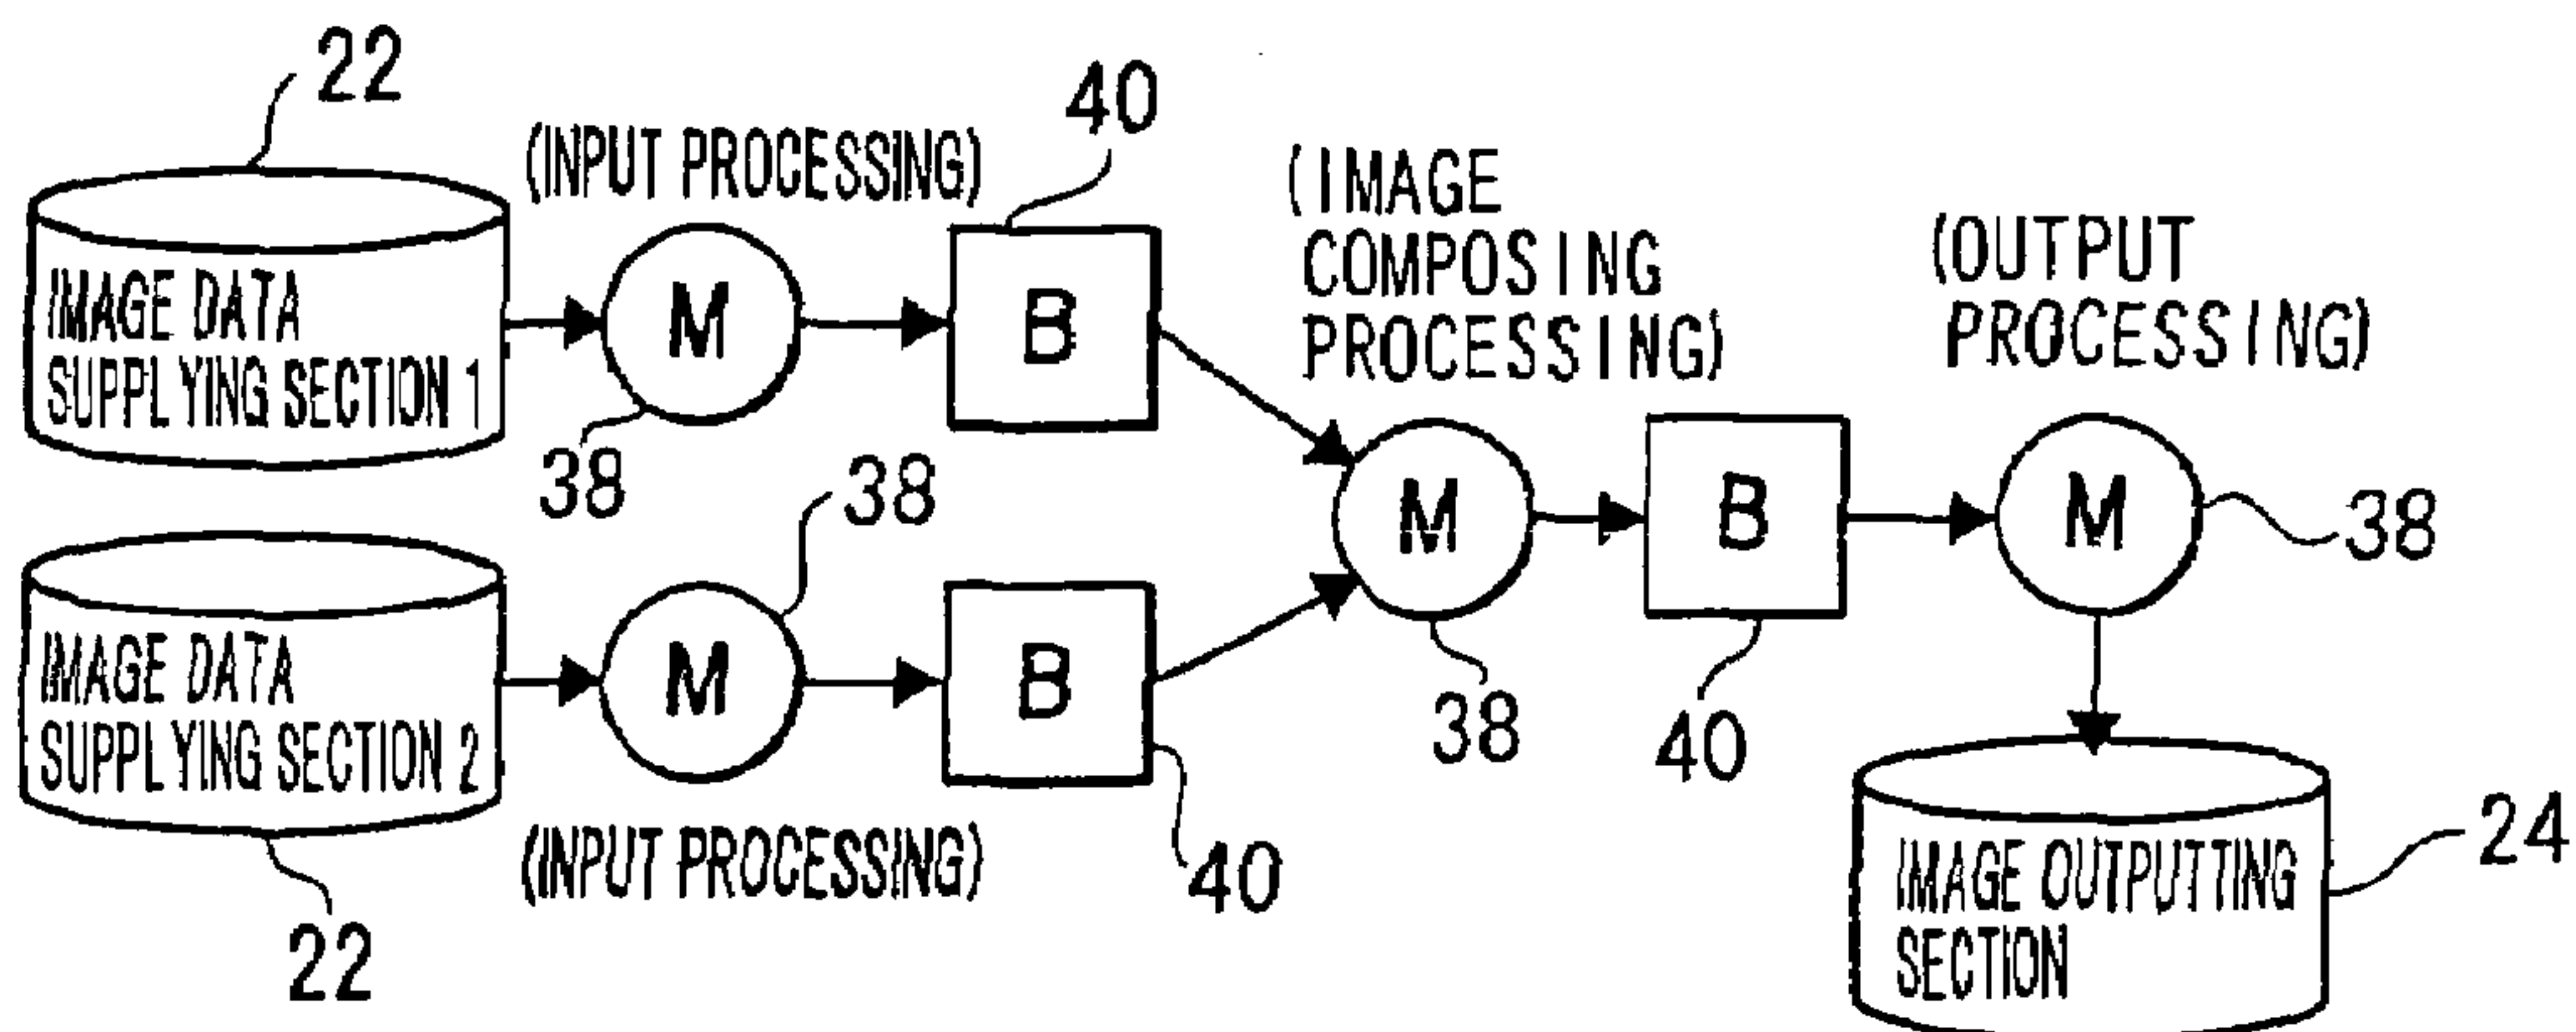 22
(INPUT PROCESSING)
40
(IMAGE
COMPOSING
PROCESSING)
(OUTPUT
PROCESSING)
IMAGE DATA
SUPPLYING SECTION 1
M
B
38
38
M
B
M
38
IMAGE DATA
SUPPLYING SECTION 2
M
B
38
40
(INPUT PROCESSING)
40
22
IMAGE OUTPUTTING
SECTION
24